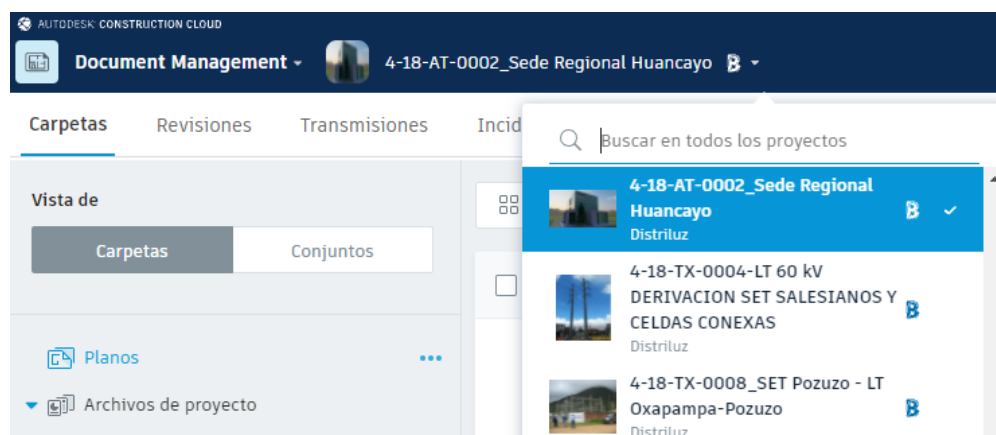 AUTODESK CONSTRUCTION CLOUD
Document Management
4-18-AT-0002_Sede Regional Huancayo
Carpetas
Revisiones
Transmisiones
Incid
Buscar en todos los proyectos
Vista de
Carpetas
Conjuntos
Planos
Archivos de proyecto
4-18-AT-0002_Sede Regional
Huancayo
Distriluz
4-18-TX-0004-LT 60 kV
DERIVACION SET SALESIANOS Y
CELDAS CONEXAS
Distriluz
4-18-TX-0008_SET Pozuzo - LT
Oxapampa-Pozuzo
Distriluz